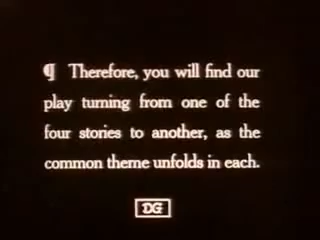 ¶ Therefore, you will find our
play turning from one of the
four stories to another, as the
common theme unfolds in each.
DG